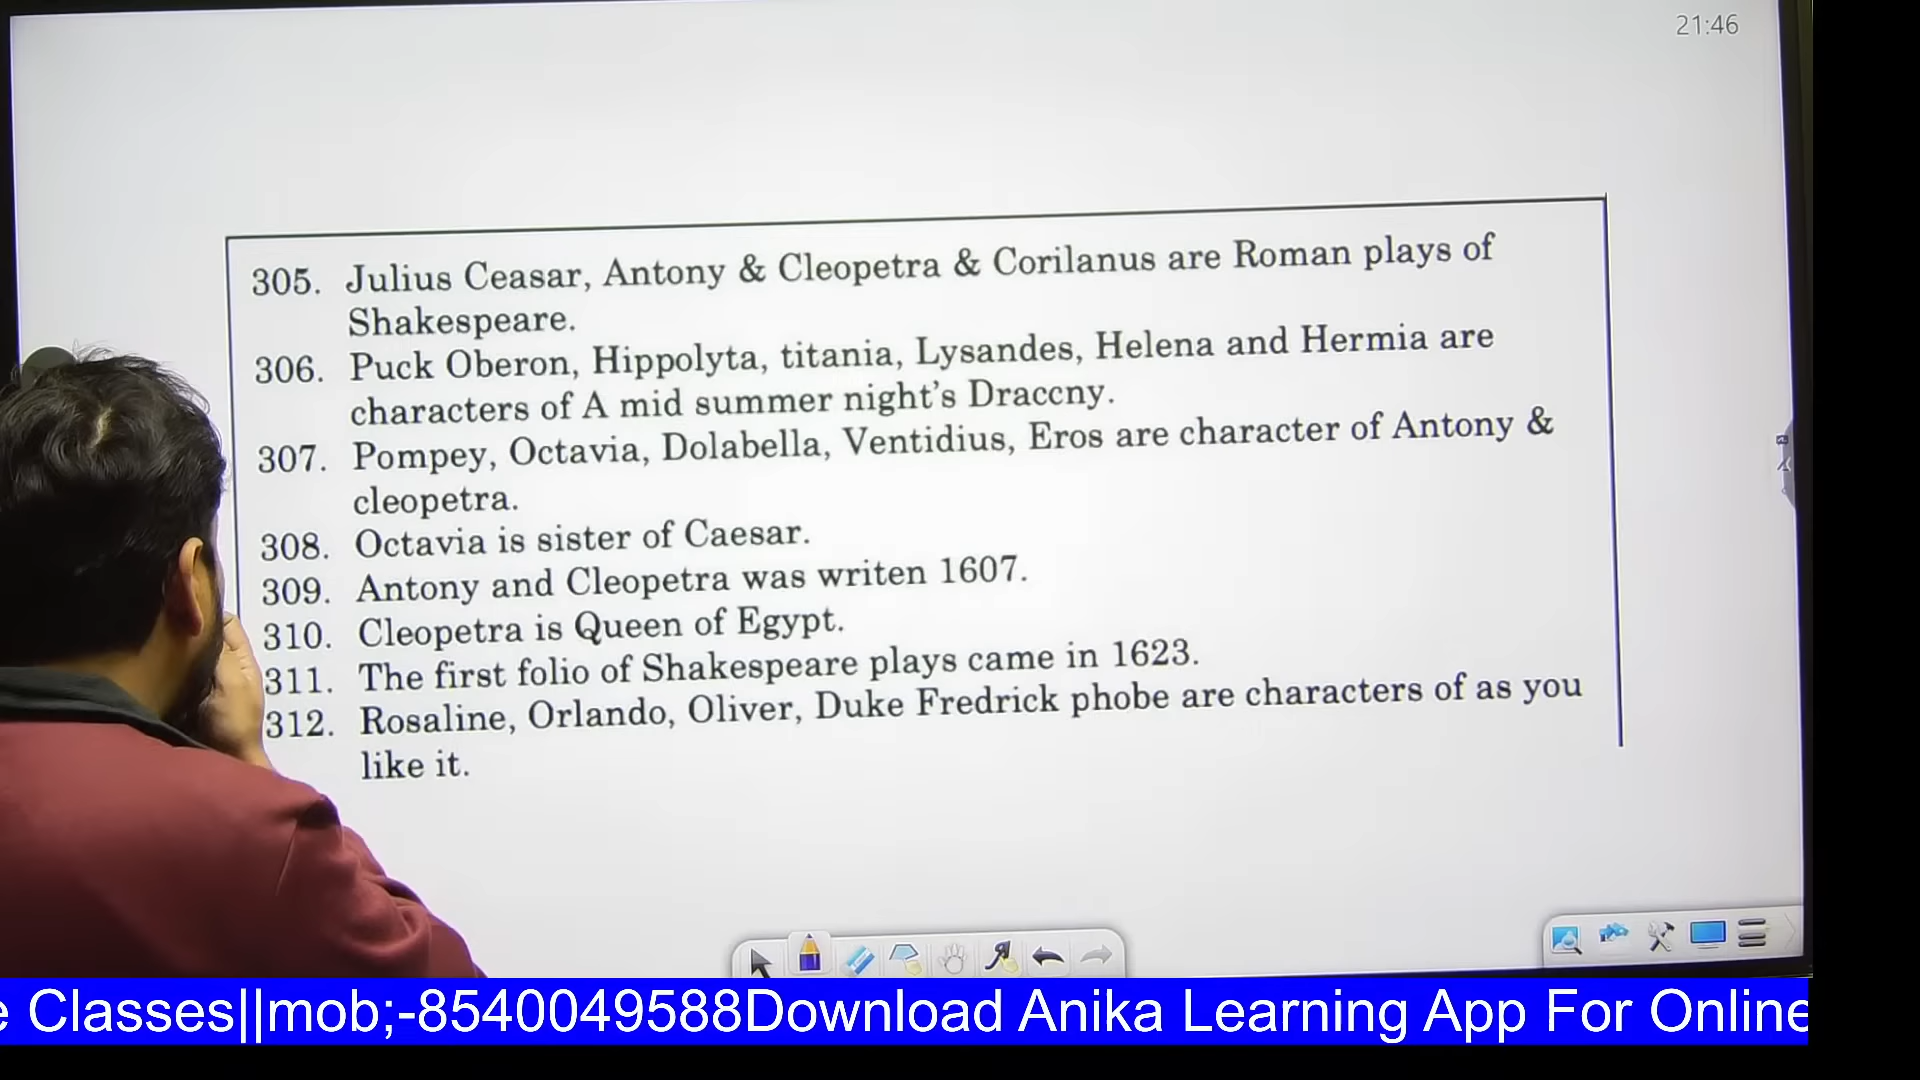 21:46
305. Julius Ceasar, Antony & Cleopetra & Corilanus are Roman plays of
Shakespeare.
306. Puck Oberon, Hippolyta, titania, Lysandes, Helena and Hermia are
characters of A mid summer night's Draccny.
307. Pompey, Octavia, Dolabella, Ventidius, Eros are character of Antony &
cleopetra.
308. Octavia is sister of Caesar.
309. Antony and Cleopetra was writen 1607.
310. Cleopetra is Queen of Egypt.
311. The first folio of Shakespeare plays came in 1623.
312. Rosaline, Orlando, Oliver, Duke Fredrick phobe are characters of as you
like it.
e Classes||mob;-8540049588Download Anika Learning App For Online